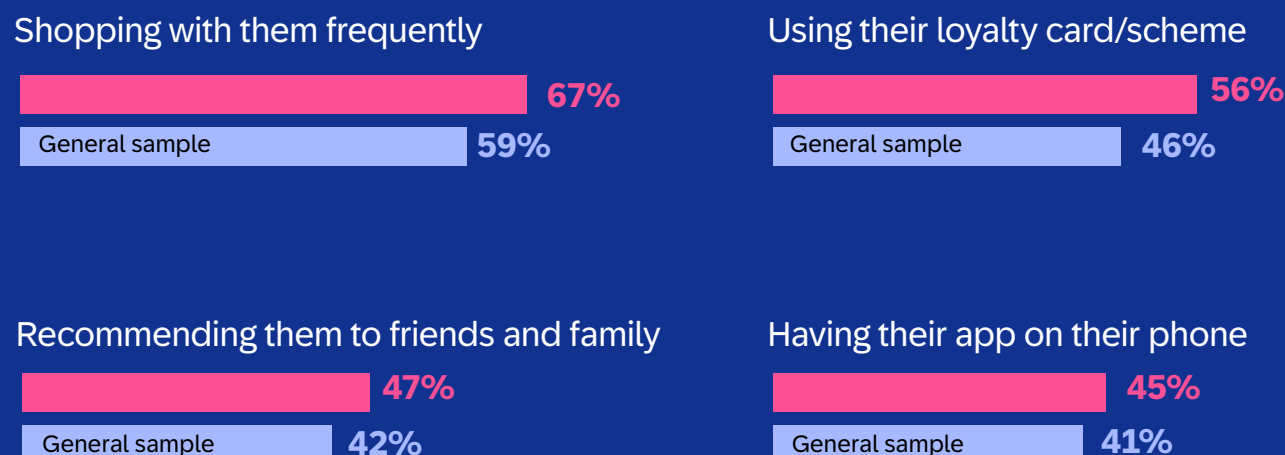 Shopping with them frequently
67%
General sample
59%
Using their loyalty card/scheme
56%
General sample
46%
Recommending them to friends and family
47%
General sample
42%
Having their app on their phone
45%
General sample
41%